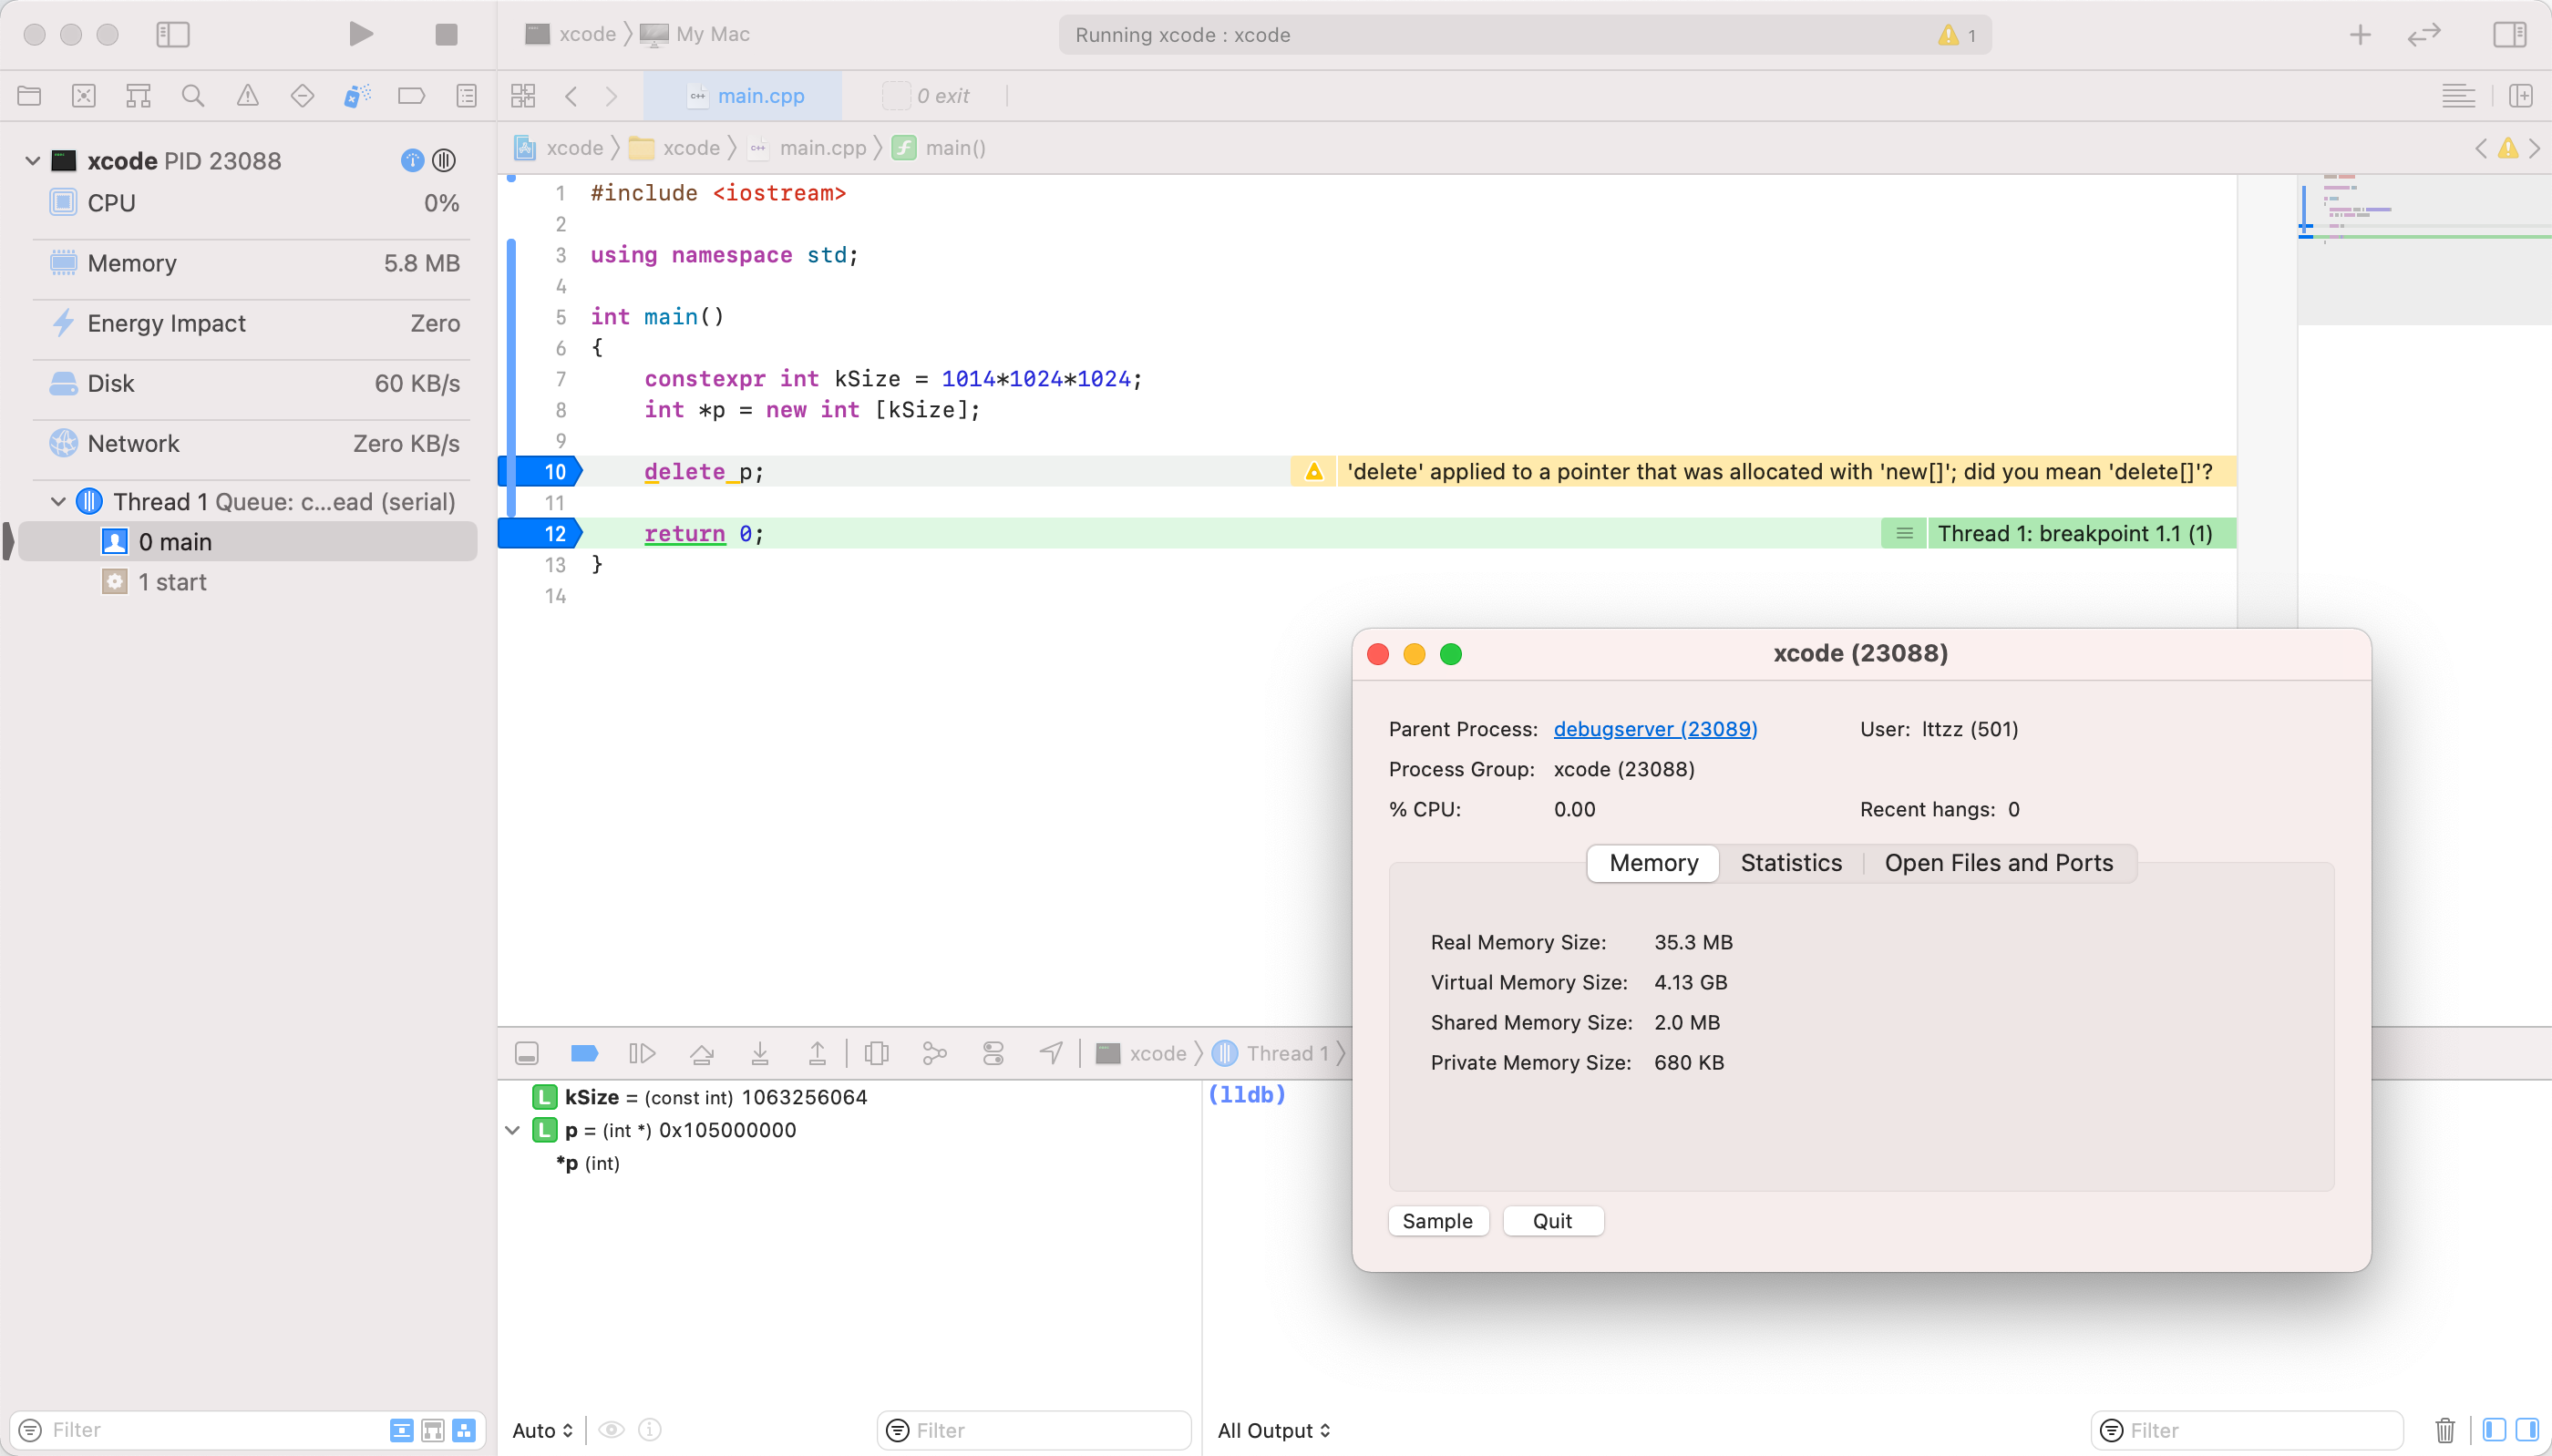 xcode 〉 My Mac
Running xcode : xcode
1
main.cpp
0 exit
xcode PID 23088
CPU 0%
Memory 5.8 MB
Energy Impact Zero
Disk 60 KB/s
Network Zero KB/s
Thread 1 Queue: c...ead (serial)
0 main
1 start
Filter
xcode 〉 xcode 〉 main.cpp 〉 main()
1 #include <iostream>
2
3 using namespace std;
4
5 int main()
6 {
7 constexpr int kSize = 1014*1024*1024;
8 int *p = new int [kSize];
9
10 delete p; 'delete' applied to a pointer that was allocated with 'new[]'; did you mean 'delete[]'?
11
12 return 0; Thread 1: breakpoint 1.1 (1)
13 }
14
xcode 〉 Thread 1 〉
L kSize = (const int) 1063256064
L p = (int *) 0x105000000
*p (int)
Auto
Filter
(lldb)
All Output
Filter
xcode (23088)
Parent Process: debugserver (23089) User: lttzz (501)
Process Group: xcode (23088)
% CPU: 0.00 Recent hangs: 0
Memory Statistics Open Files and Ports
Real Memory Size: 35.3 MB
Virtual Memory Size: 4.13 GB
Shared Memory Size: 2.0 MB
Private Memory Size: 680 KB
Sample Quit